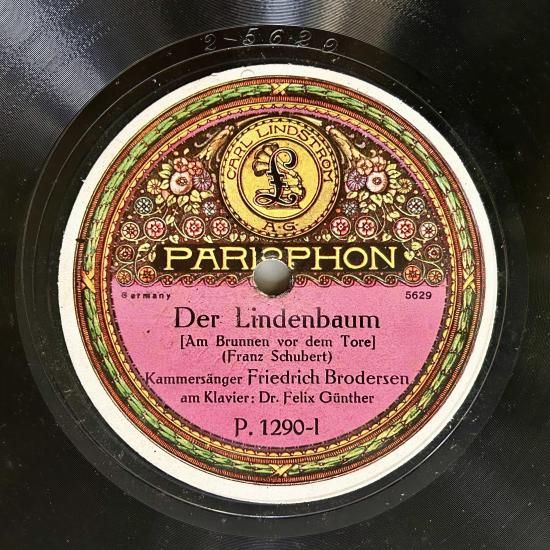 2-5629
CARL LINDSTRÖM
£
A.G.
PARLOPHON
Germany 5629
Der Lindenbaum
[Am Brunnen vor dem Tore]
(Franz Schubert)
Kammersänger Friedrich Brodersen
am Klavier: Dr. Felix Günther
P. 1290-I